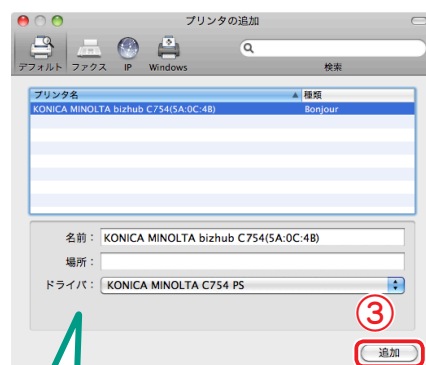 プリンタの追加
デフォルト ファクス IP Windows 検索
プリンタ名 種類
KONICA MINOLTA bizhub C754(5A:0C:4B) Bonjour
名前： KONICA MINOLTA bizhub C754(5A:0C:4B)
場所：
ドライバ： KONICA MINOLTA C754 PS
③
追加